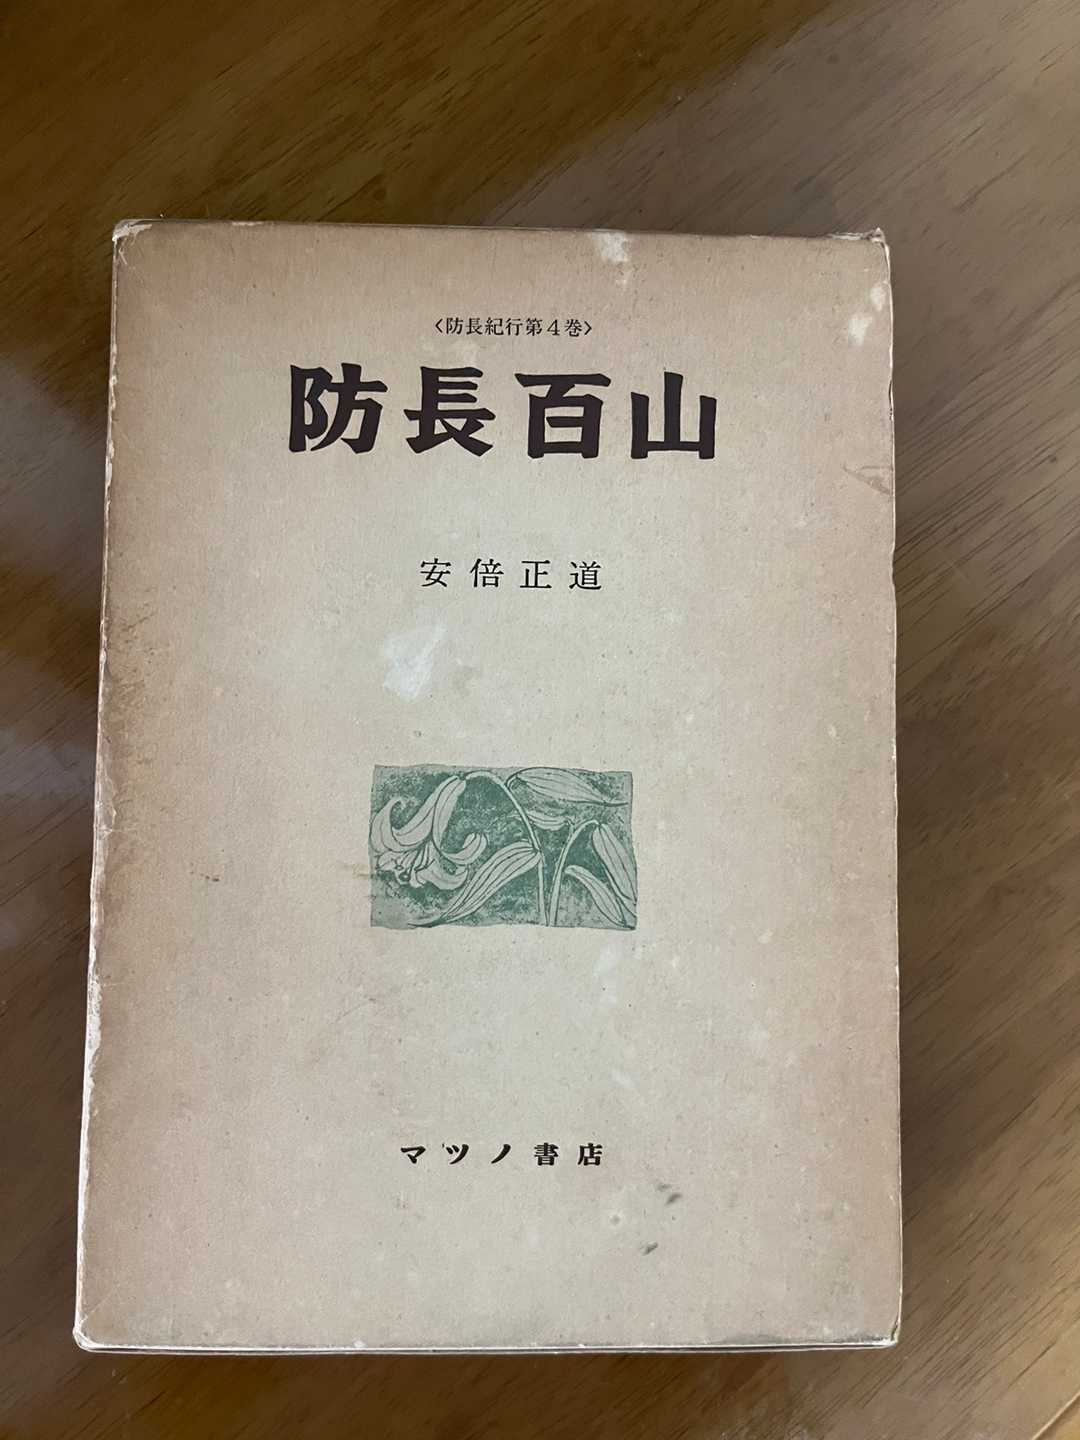 〈防長紀行第4巻〉
防長百山
安倍正道
マツノ書店